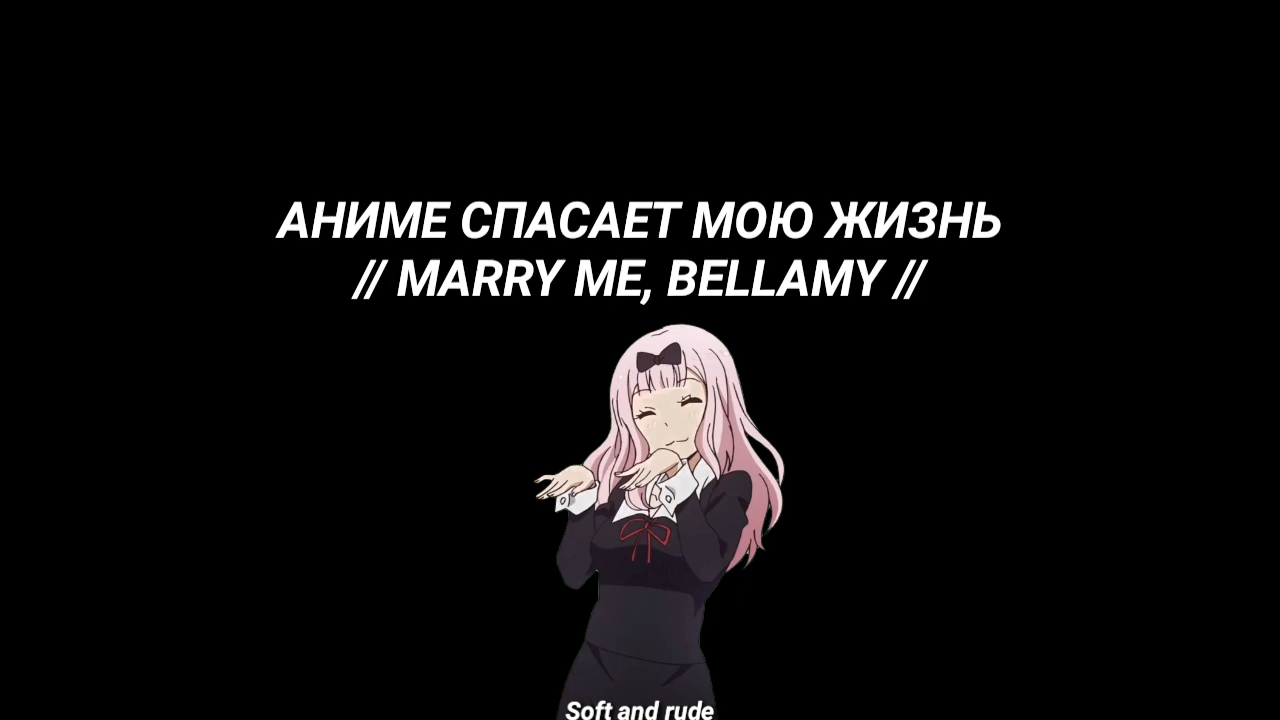 АНИМЕ СПАСАЕТ МОЮ ЖИЗНЬ
// MARRY ME, BELLAMY //
Soft and rude